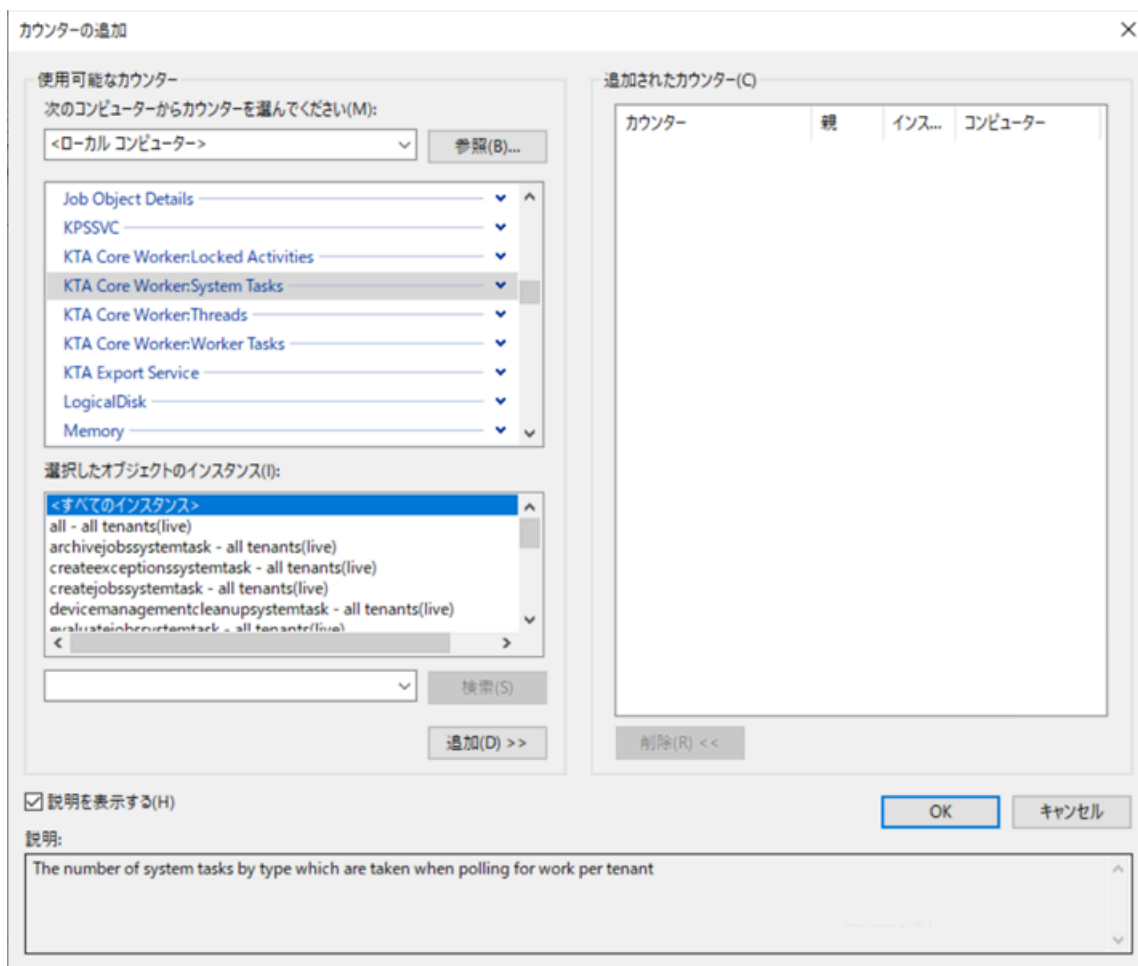 カウンターの追加
使用可能なカウンター
次のコンピューターからカウンターを選んでください(M):
<ローカル コンピューター>
参照(B)...
Job Object Details
KPSSVC
KTA Core Worker:Locked Activities
KTA Core Worker:System Tasks
KTA Core Worker:Threads
KTA Core Worker:Worker Tasks
KTA Export Service
LogicalDisk
Memory
選択したオブジェクトのインスタンス(I):
<すべてのインスタンス>
all - all tenants(live)
archivejobssystemtask - all tenants(live)
createexceptionssystemtask - all tenants(live)
createjobssystemtask - all tenants(live)
devicemanagementcleanupsystemtask - all tenants(live)
evaluatejobssystemtask - all tenants(live)
検索(S)
追加(D) >>
追加されたカウンター(C)
カウンター 親 インス... コンピューター
削除(R) <<
説明を表示する(H)
OK キャンセル
説明:
The number of system tasks by type which are taken when polling for work per tenant